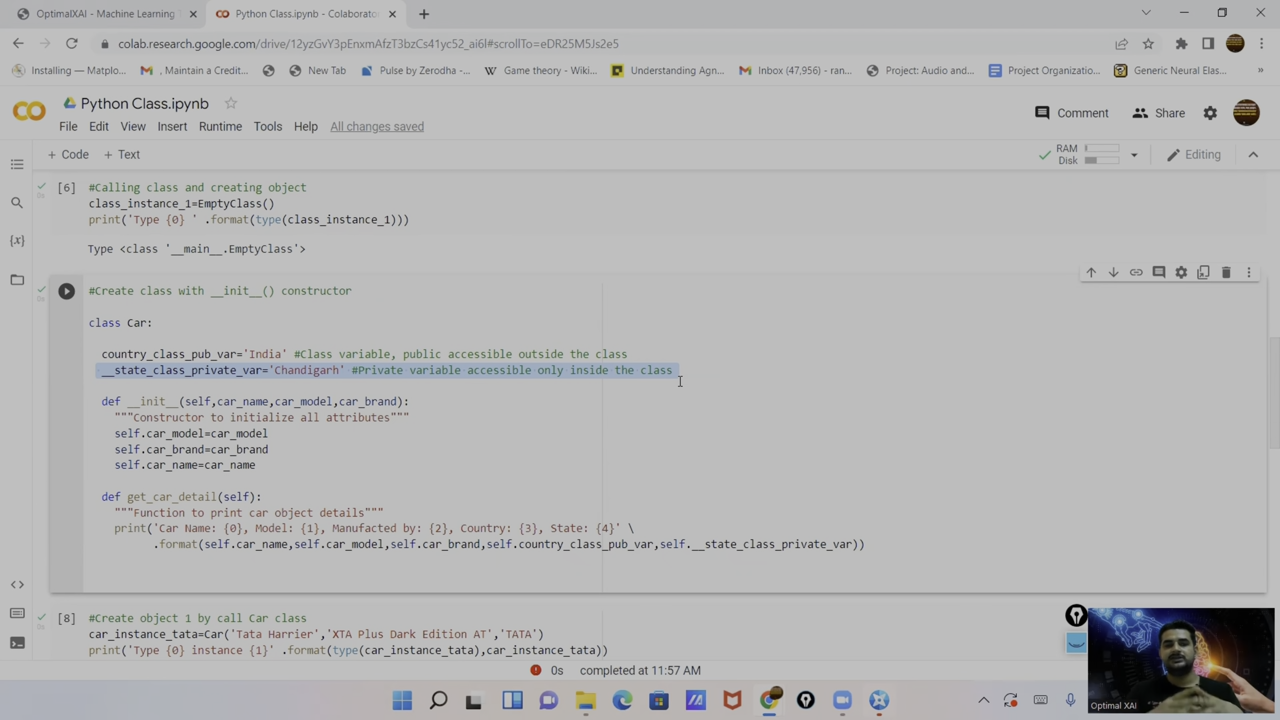 OptimalXAI - Machine Learning
Python Class.ipynb - Colaborato
colab.research.google.com/drive/12yzGvY3pEnxmAfzT3bzCs41yc52_ai6l#scrollTo=eDR25M5Js2e5
Installing — Matplo...
, Maintain a Credit...
New Tab
Pulse by Zerodha -...
Game theory - Wiki...
Understanding Agn...
Inbox (47,956) - ran...
Project: Audio and...
Project Organizatio...
Generic Neural Elas...
»
Python Class.ipynb
File Edit View Insert Runtime Tools Help All changes saved
Comment
Share
+ Code + Text
RAM
Disk
Editing
[6] #Calling class and creating object
class_instance_1=EmptyClass()
print('Type {0} ' .format(type(class_instance_1)))
Type <class '__main__.EmptyClass'>
#Create class with __init__() constructor
class Car:
country_class_pub_var='India' #Class variable, public accessible outside the class
__state_class_private_var='Chandigarh' #Private variable accessible only inside the class
def __init__(self,car_name,car_model,car_brand):
"""Constructor to initialize all attributes"""
self.car_model=car_model
self.car_brand=car_brand
self.car_name=car_name
def get_car_detail(self):
"""Function to print car object details"""
print('Car Name: {0}, Model: {1}, Manufacted by: {2}, Country: {3}, State: {4}' \
.format(self.car_name,self.car_model,self.car_brand,self.country_class_pub_var,self.__state_class_private_var))
[8] #Create object 1 by call Car class
car_instance_tata=Car('Tata Harrier','XTA Plus Dark Edition AT','TATA')
print('Type {0} instance {1}' .format(type(car_instance_tata),car_instance_tata))
0s completed at 11:57 AM
Optimal XAI